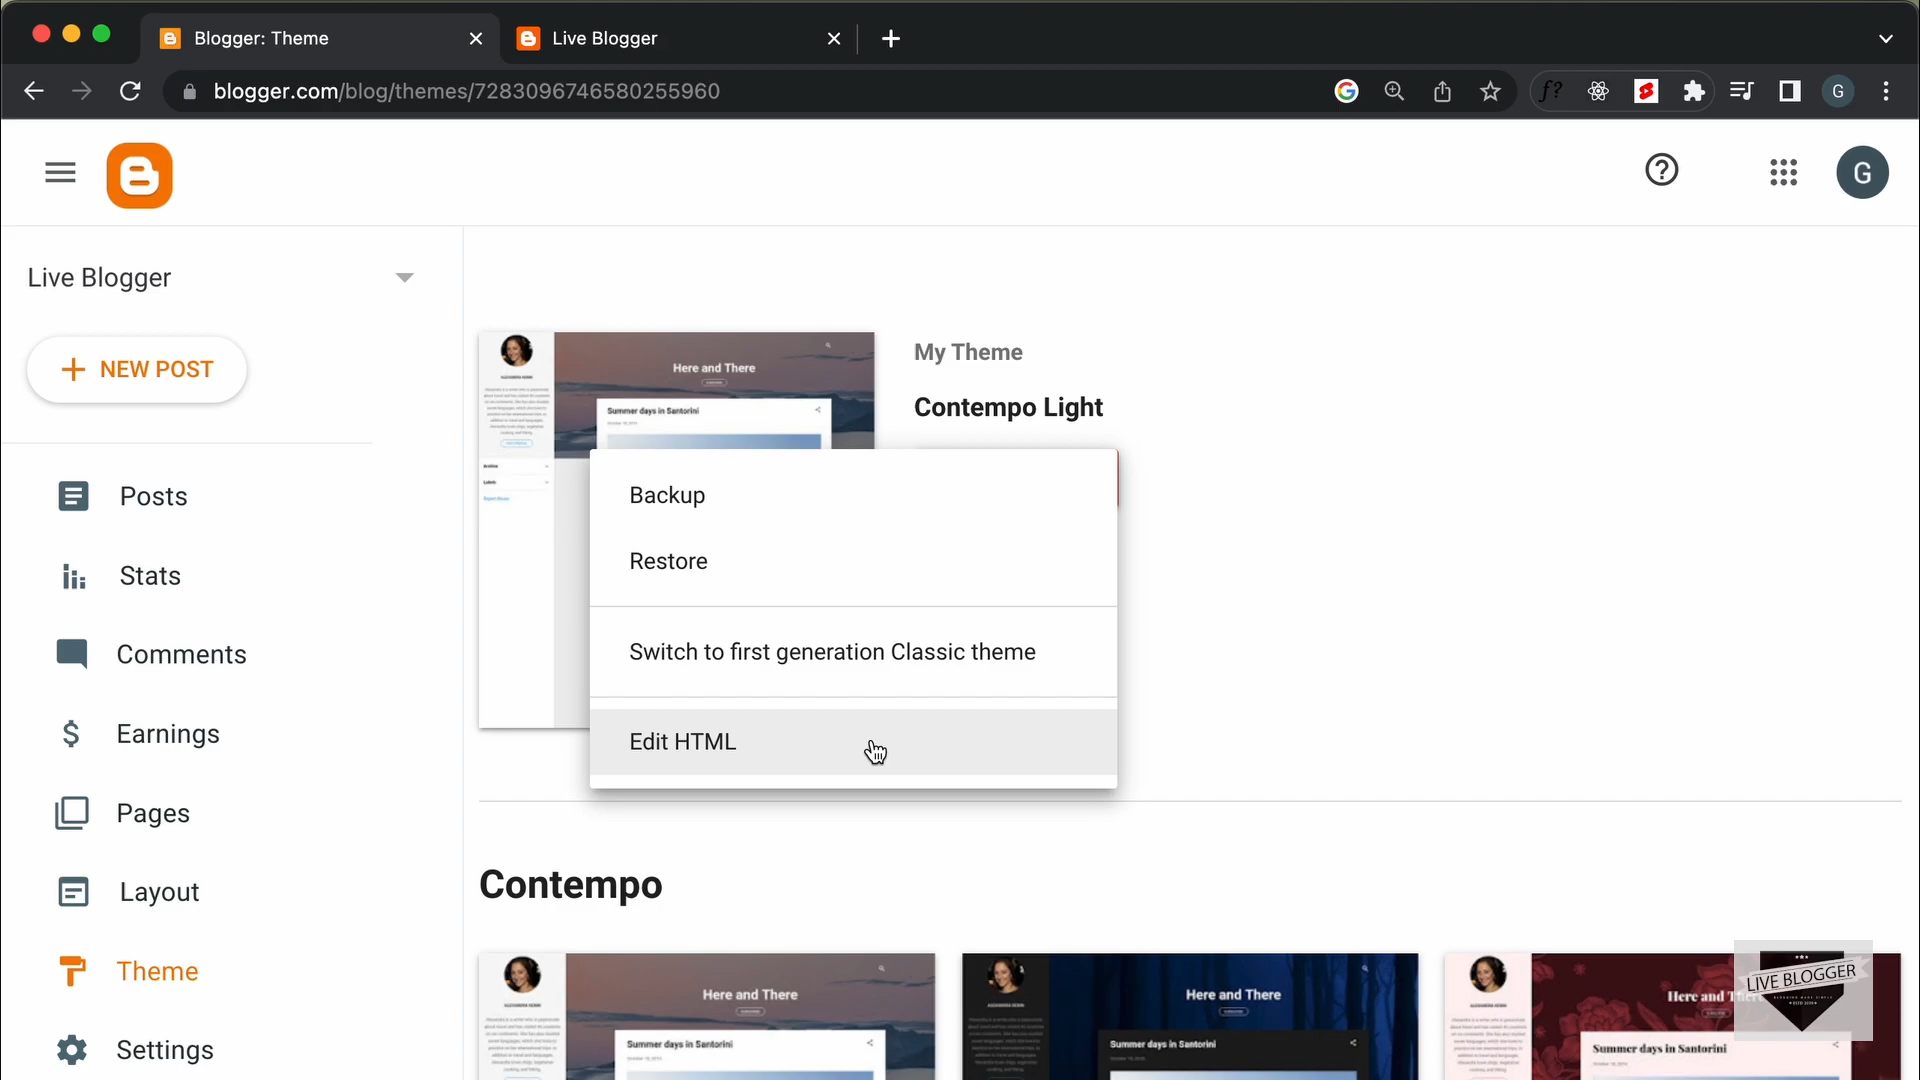 Blogger: Theme
Live Blogger
blogger.com/blog/themes/7283096746580255960
f?
G
G
Live Blogger
NEW POST
Posts
Stats
Comments
Earnings
Pages
Layout
Theme
Settings
Here and There
Summer days in Santorini
My Theme
Contempo Light
Backup
Restore
Switch to first generation Classic theme
Edit HTML
Contempo
Here and There
Summer days in Santorini
Here and There
Summer days in Santorini
Here and There
Summer days in Santorini
LIVE BLOGGER